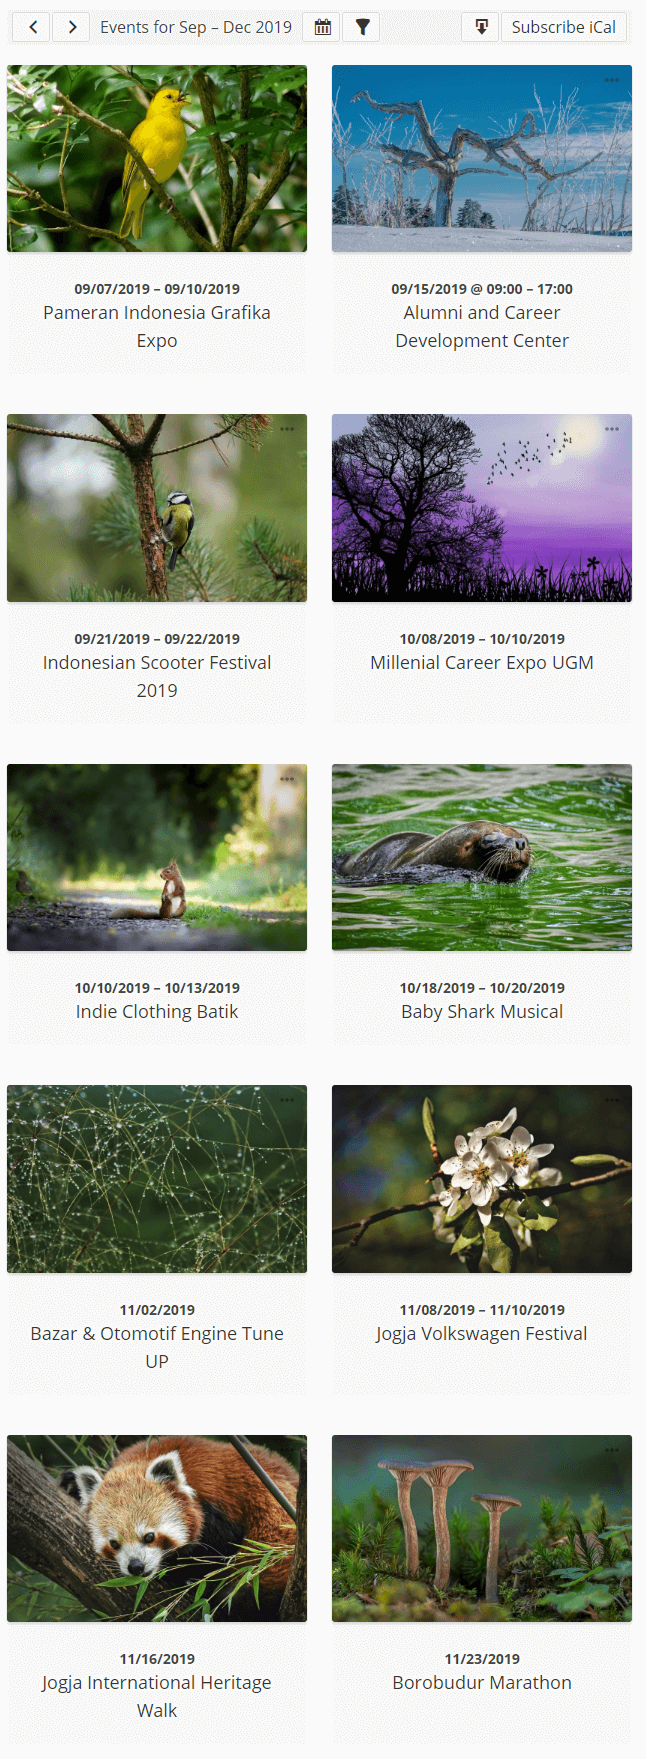 Events for Sep – Dec 2019
Subscribe iCal
09/07/2019 – 09/10/2019
Pameran Indonesia Grafika
Expo
09/15/2019 @ 09:00 – 17:00
Alumni and Career
Development Center
09/21/2019 – 09/22/2019
Indonesian Scooter Festival
2019
10/08/2019 – 10/10/2019
Millenial Career Expo UGM
10/10/2019 – 10/13/2019
Indie Clothing Batik
10/18/2019 – 10/20/2019
Baby Shark Musical
11/02/2019
Bazar & Otomotif Engine Tune
UP
11/08/2019 – 11/10/2019
Jogja Volkswagen Festival
11/16/2019
Jogja International Heritage
Walk
11/23/2019
Borobudur Marathon